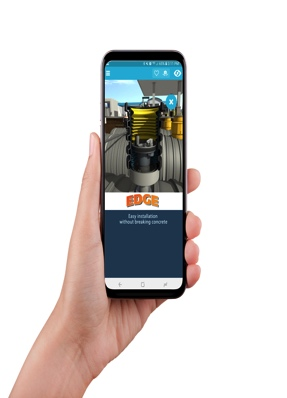 EDGE
Easy installation
without breaking concrete